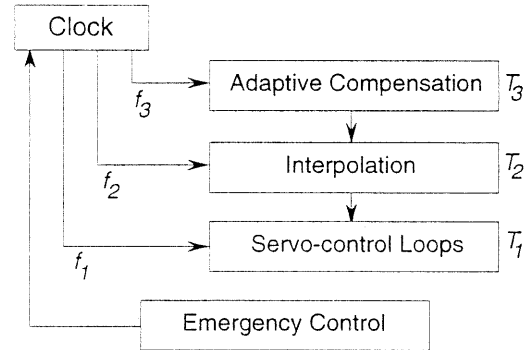 Clock
Adaptive Compensation
T3
f3
Interpolation
T2
f2
Servo-control Loops
T1
f1
Emergency Control